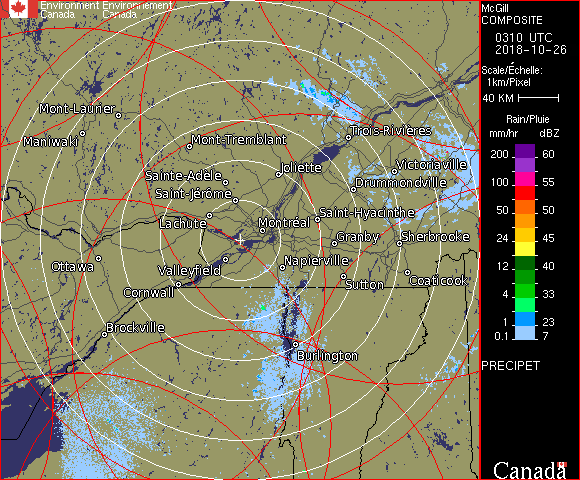 Environment Environnement
Canada Canada
McGill
COMPOSITE
0310 UTC
2018-10-26
Scale/Échelle:
1km/Pixel
40 KM
Rain/Pluie
mm/hr dBZ
200 60
150 57
100 55
50 50
24 45
12 40
4 33
1 23
0.1 7
PRECIPET
Canada
Mont-Laurier
Maniwaki
Mont-Tremblant
Trois-Rivières
Sainte-Adèle
Joliette
Victoriaville
Saint-Jérôme
Drummondville
Lachute
Montréal
Saint-Hyacinthe
Granby
Sherbrooke
Ottawa
Valleyfield
Napierville
Cornwall
Sutton
Coaticook
Brockville
Burlington